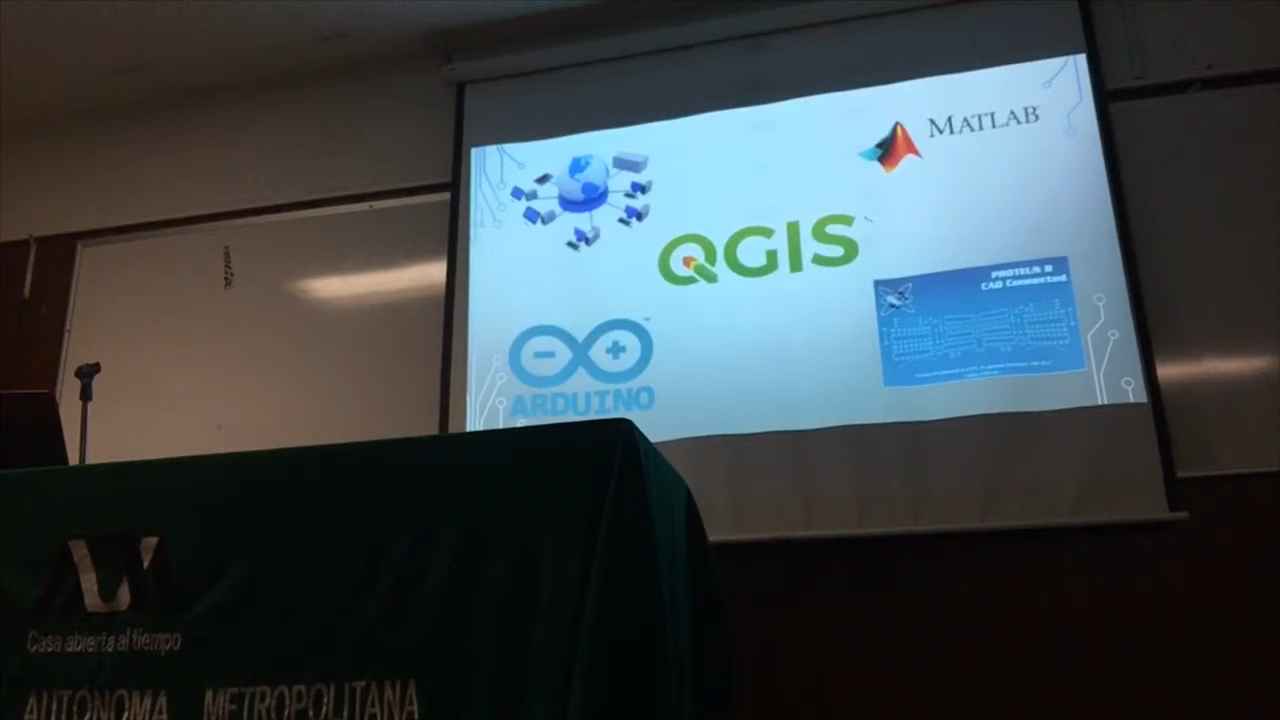 MATLAB
QGIS
PROTEUS 8
CAD Connected
ARDUINO
Casa abierta al tiempo
AUTONOMA METROPOLITANA